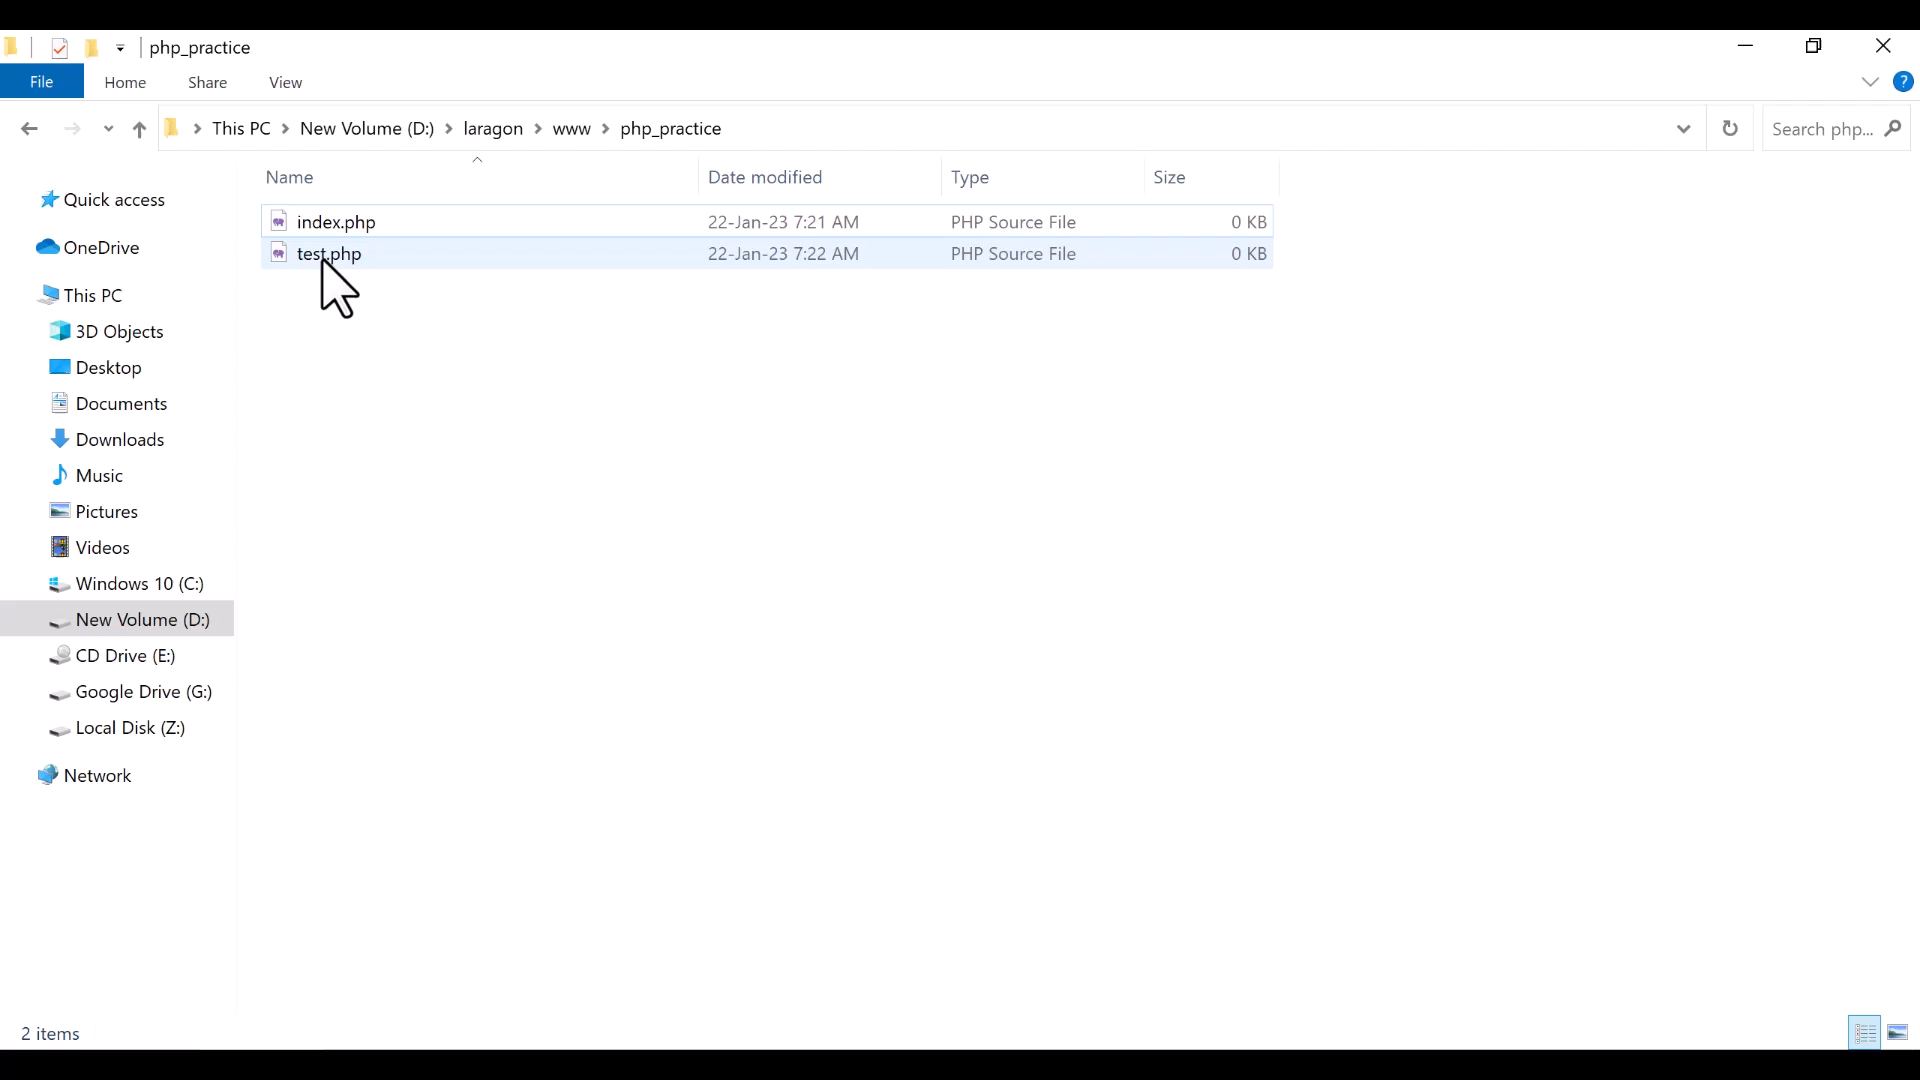 php_practice
File Home Share View ?
This PC New Volume (D:) laragon www php_practice Search php...
Name Date modified Type Size
index.php 22-Jan-23 7:21 AM PHP Source File 0 KB
test.php 22-Jan-23 7:22 AM PHP Source File 0 KB
Quick access
OneDrive
This PC
3D Objects
Desktop
Documents
Downloads
Music
Pictures
Videos
Windows 10 (C:)
New Volume (D:)
CD Drive (E:)
Google Drive (G:)
Local Disk (Z:)
Network
2 items